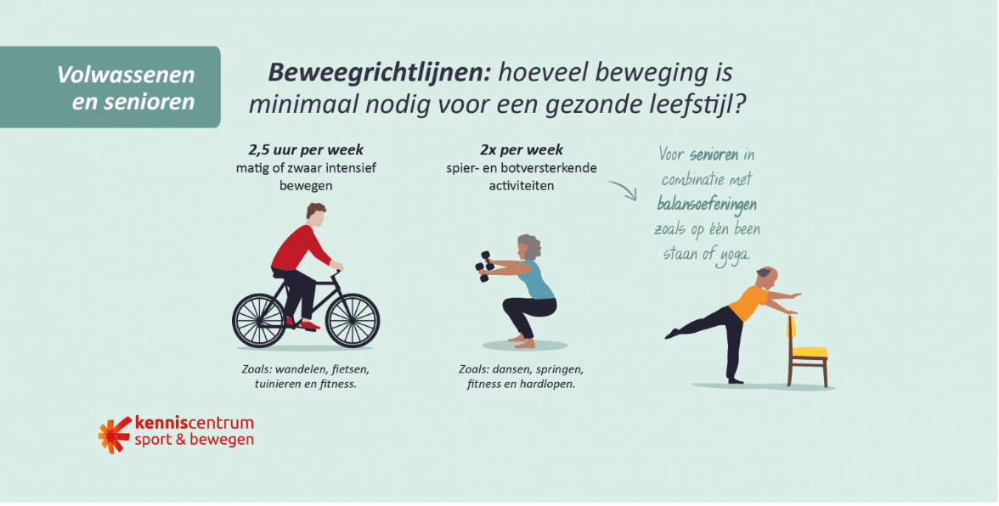 Volwassenen
en senioren
Beweegrichtlijnen: hoeveel beweging is
minimaal nodig voor een gezonde leefstijl?
2,5 uur per week
matig of zwaar intensief
bewegen
Zoals: wandelen, fietsen,
tuinieren en fitness.
2x per week
spier- en botversterkende
activiteiten
Zoals: dansen, springen,
fitness en hardlopen.
Voor senioren in
combinatie met
balansoefeningen
zoals op één been
staan of yoga.
kenniscentrum
sport & bewegen